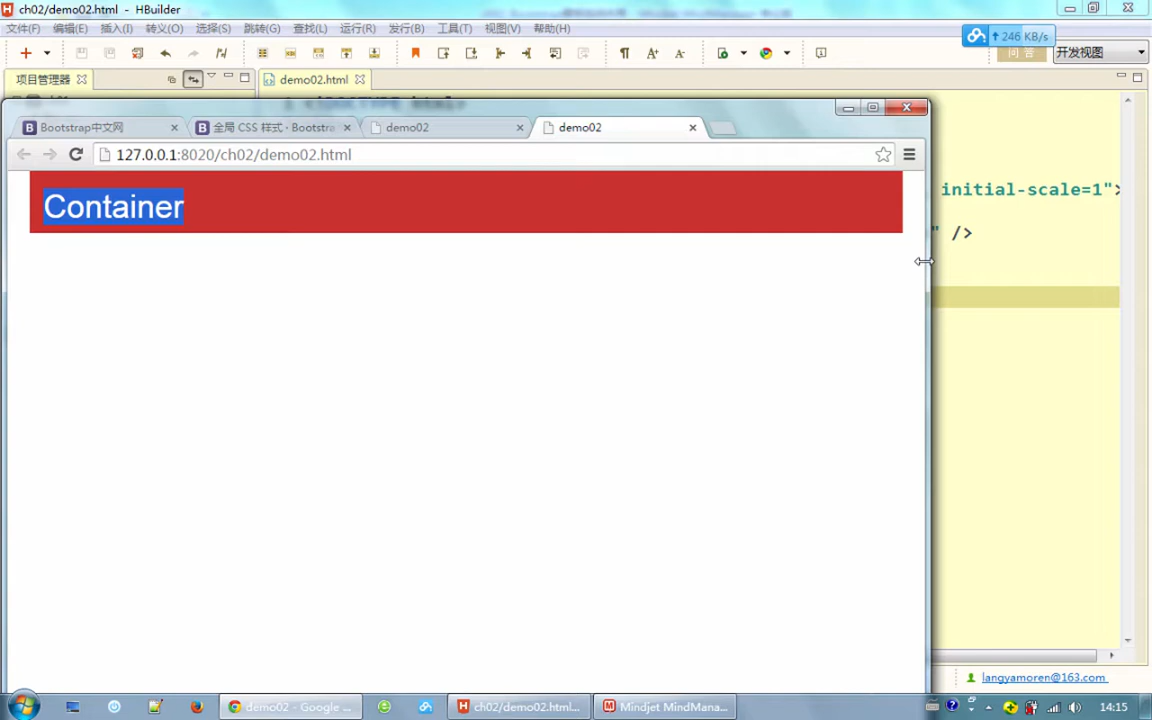 ch02/demo02.html - HBuilder
文件(F) 编辑(E) 插入(I) 转义(O) 选择(S) 跳转(G) 查找(L) 运行(R) 发行(B) 工具(T) 视图(V) 帮助(H)
246 KB/s
问 答 开发视图
项目管理器 demo02.html
Bootstrap中文网 全局 CSS 样式 · Bootstra demo02 demo02
127.0.0.1:8020/ch02/demo02.html
initial-scale=1">
Container
" />
langyamoren@163.com
demo02 - Google ... ch02/demo02.html... Mindjet MindMana...
14:15